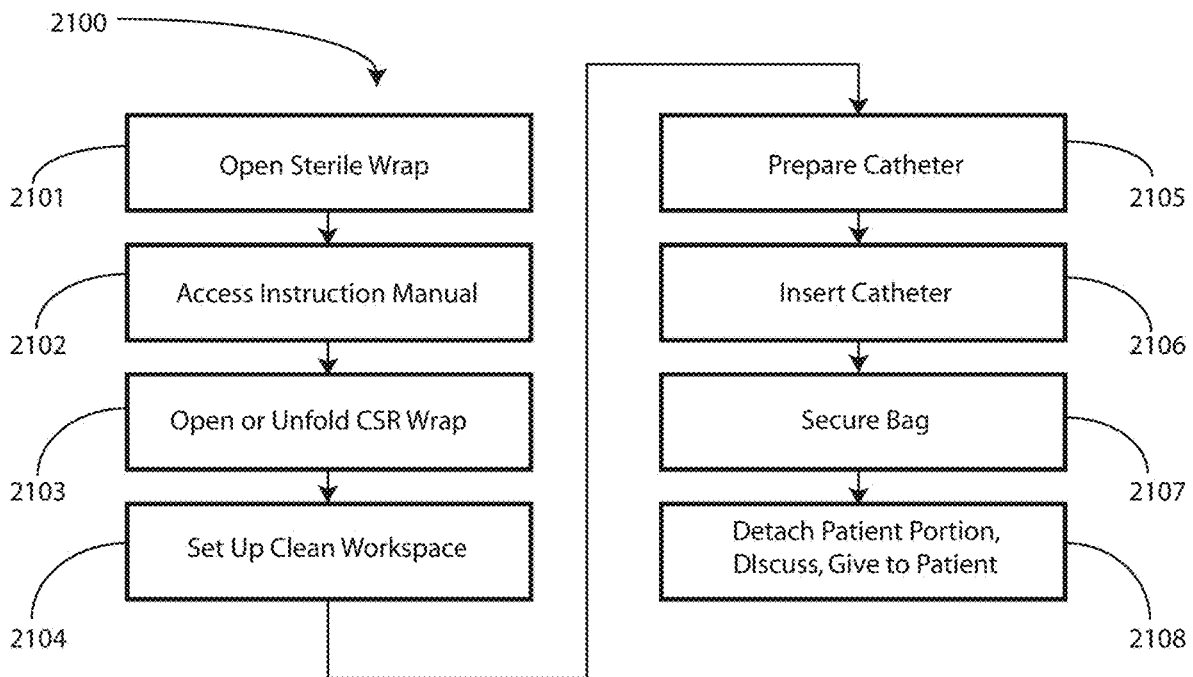 2100
Open Sterile Wrap
2101
Access Instruction Manual
2102
Open or Unfold CSR Wrap
2103
Set Up Clean Workspace
2104
Prepare Catheter
2105
Insert Catheter
2106
Secure Bag
2107
Detach Patient Portion,
DIscuss, Give to Patient
2108